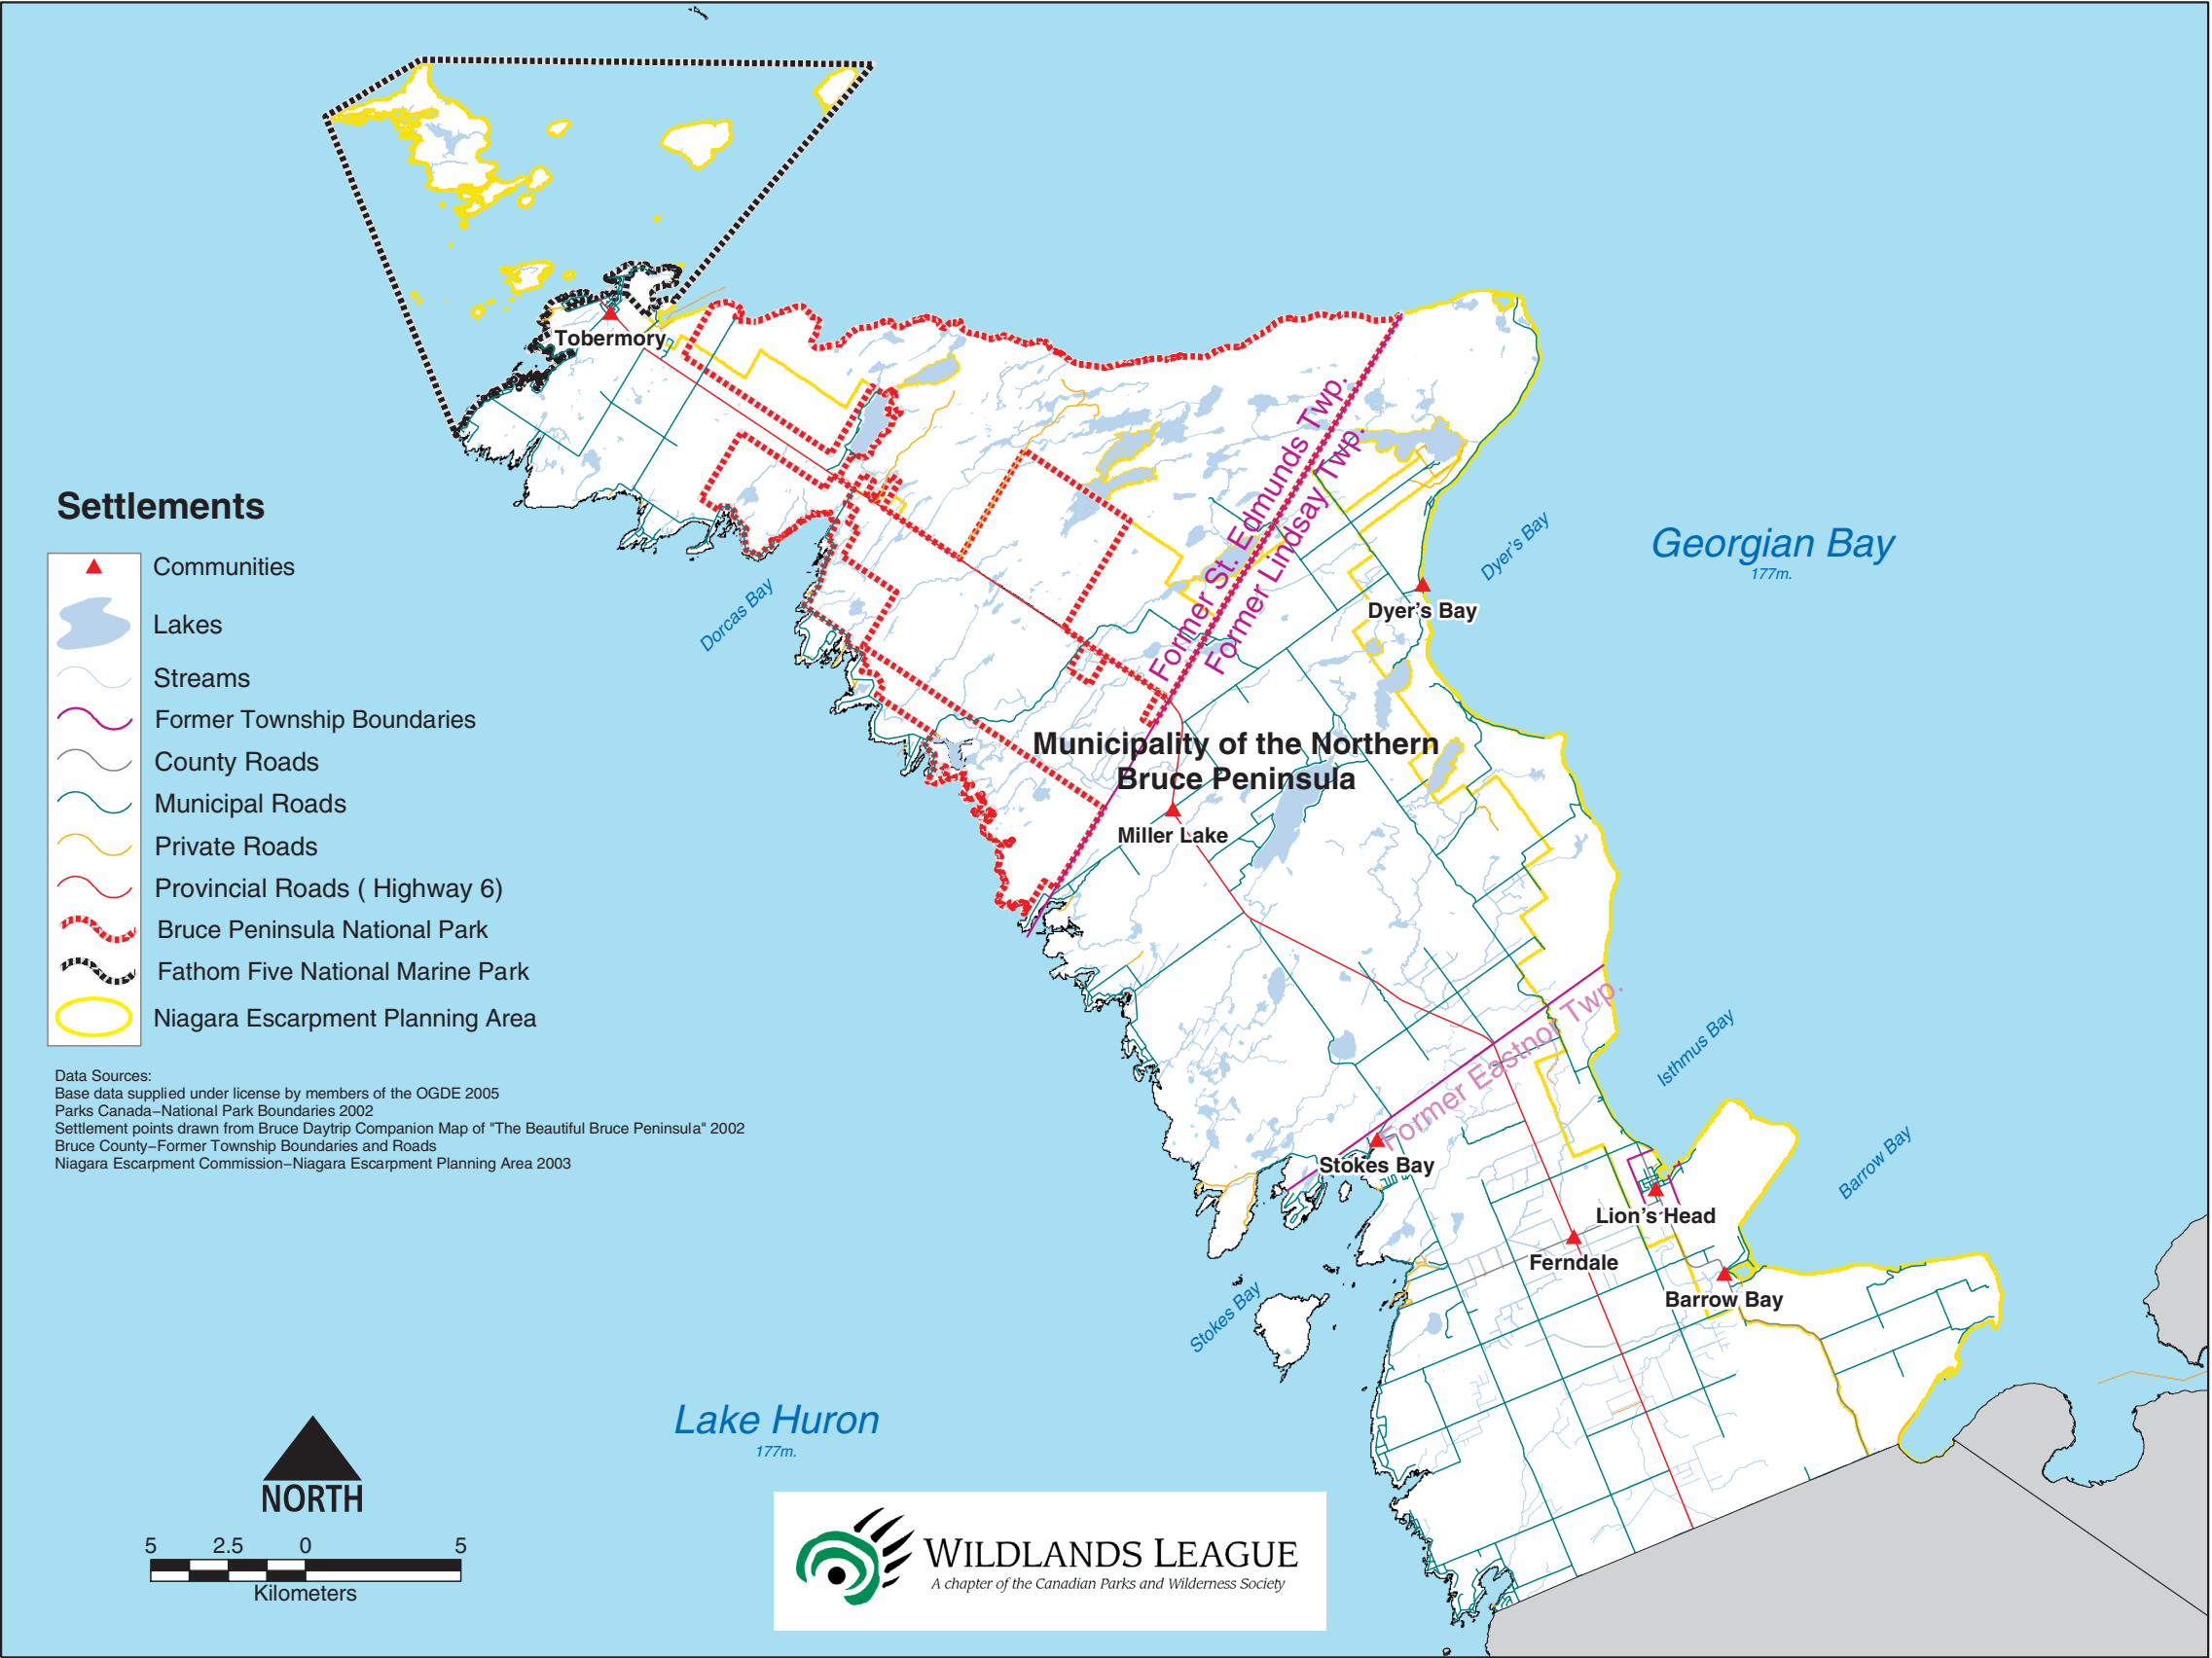 Tobermory
Former St. Edmunds Twp.
Former Lindsay Twp.
Dyer's Bay
Georgian Bay
177m.
Dyer's Bay
Dorcas Bay
Municipality of the Northern
Bruce Peninsula
Miller Lake
Former Eastnor Twp.
Isthmus Bay
Stokes Bay
Barrow Bay
Lion's Head
Ferndale
Barrow Bay
Stokes Bay
Lake Huron
177m.
Settlements
Communities
Lakes
Streams
Former Township Boundaries
County Roads
Municipal Roads
Private Roads
Provincial Roads ( Highway 6)
Bruce Peninsula National Park
Fathom Five National Marine Park
Niagara Escarpment Planning Area
Data Sources:
Base data supplied under license by members of the OGDE 2005
Parks Canada–National Park Boundaries 2002
Settlement points drawn from Bruce Daytrip Companion Map of "The Beautiful Bruce Peninsula" 2002
Bruce County–Former Township Boundaries and Roads
Niagara Escarpment Commission–Niagara Escarpment Planning Area 2003
NORTH
5 2.5 0 5
Kilometers
WILDLANDS LEAGUE
A chapter of the Canadian Parks and Wilderness Society